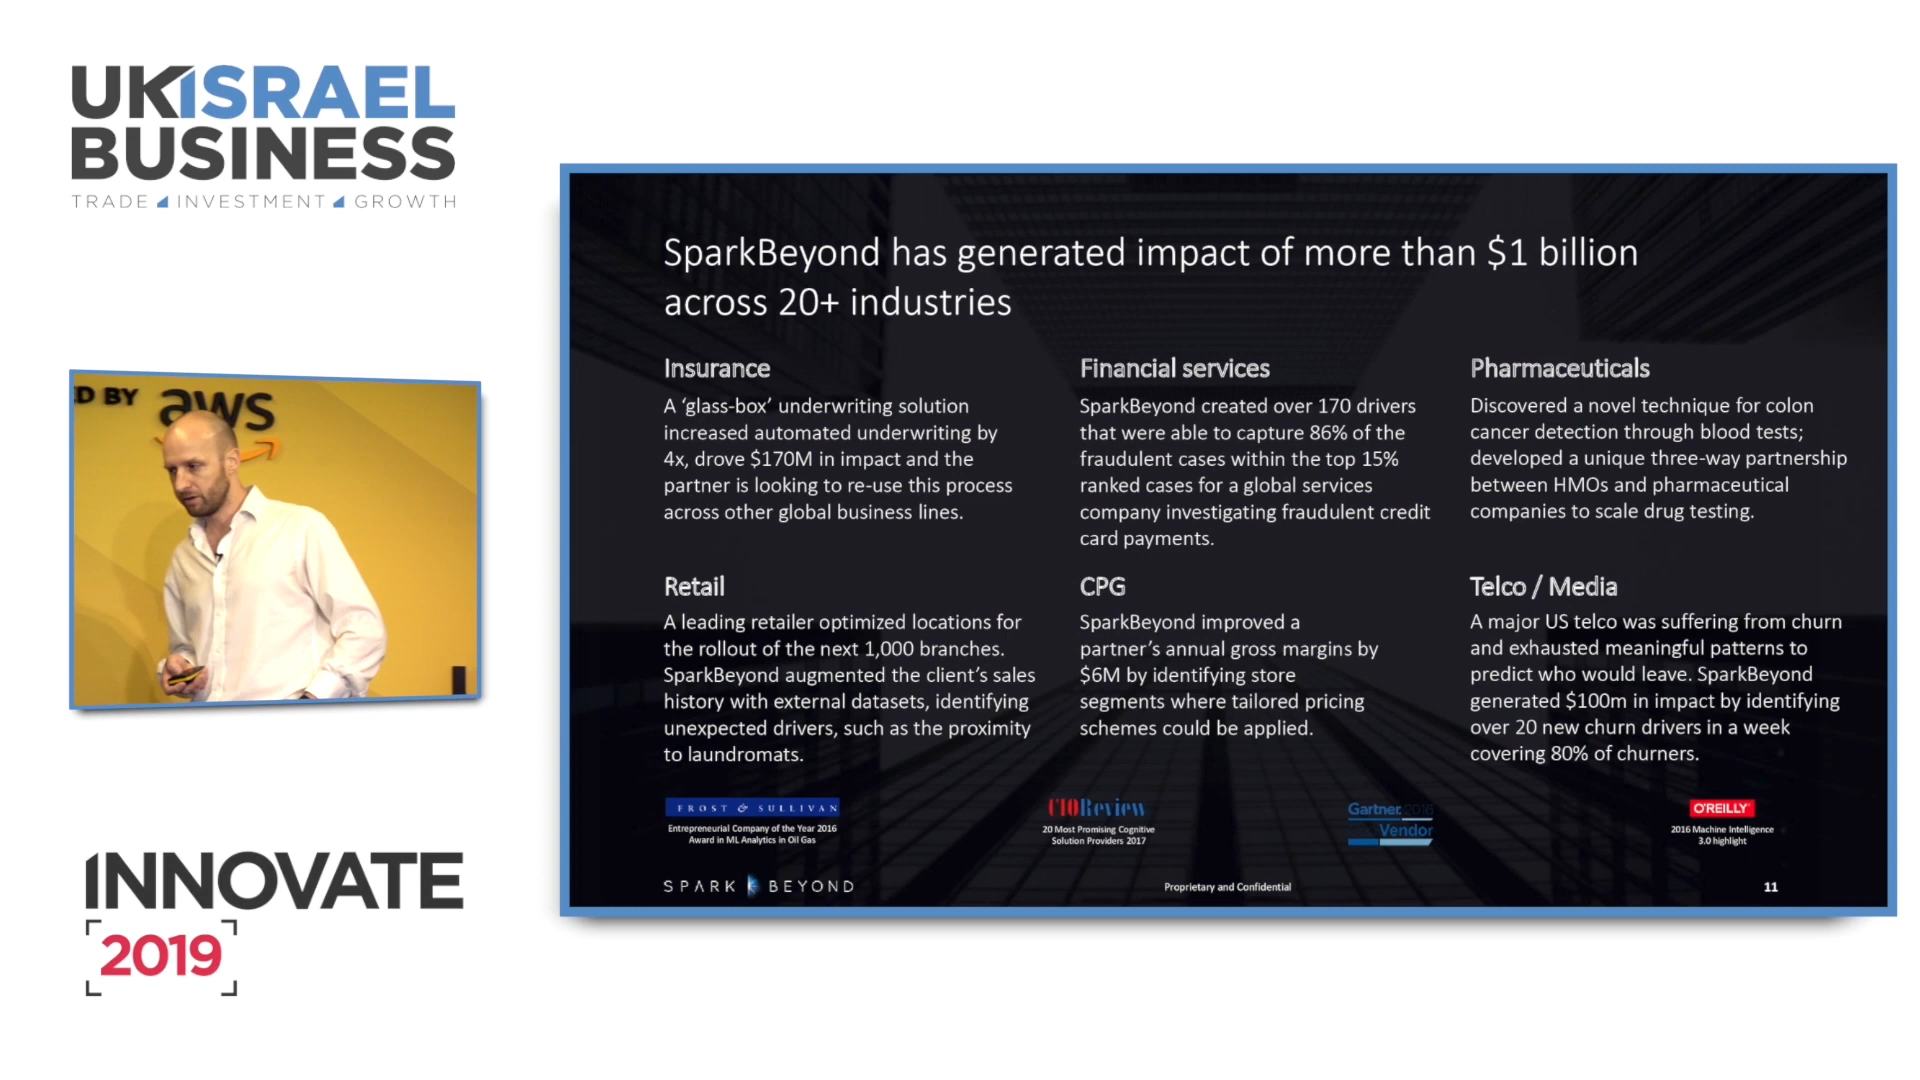 UKISRAEL
BUSINESS
TRADE INVESTMENT GROWTH
D BY aws
INNOVATE
2019
SparkBeyond has generated impact of more than $1 billion
across 20+ industries
Insurance
A ‘glass-box’ underwriting solution
increased automated underwriting by
4x, drove $170M in impact and the
partner is looking to re-use this process
across other global business lines.
Financial services
SparkBeyond created over 170 drivers
that were able to capture 86% of the
fraudulent cases within the top 15%
ranked cases for a global services
company investigating fraudulent credit
card payments.
Pharmaceuticals
Discovered a novel technique for colon
cancer detection through blood tests;
developed a unique three-way partnership
between HMOs and pharmaceutical
companies to scale drug testing.
Retail
A leading retailer optimized locations for
the rollout of the next 1,000 branches.
SparkBeyond augmented the client’s sales
history with external datasets, identifying
unexpected drivers, such as the proximity
to laundromats.
CPG
SparkBeyond improved a
partner’s annual gross margins by
$6M by identifying store
segments where tailored pricing
schemes could be applied.
Telco / Media
A major US telco was suffering from churn
and exhausted meaningful patterns to
predict who would leave. SparkBeyond
generated $100m in impact by identifying
over 20 new churn drivers in a week
covering 80% of churners.
FROST & SULLIVAN
Entrepreneurial Company of the Year 2016
Award in ML Analytics in Oil Gas
CIOReview
20 Most Promising Cognitive
Solution Providers 2017
Gartner 2016
Vendor
O'REILLY
2016 Machine Intelligence
3.0 highlight
SPARK BEYOND
Proprietary and Confidential
11